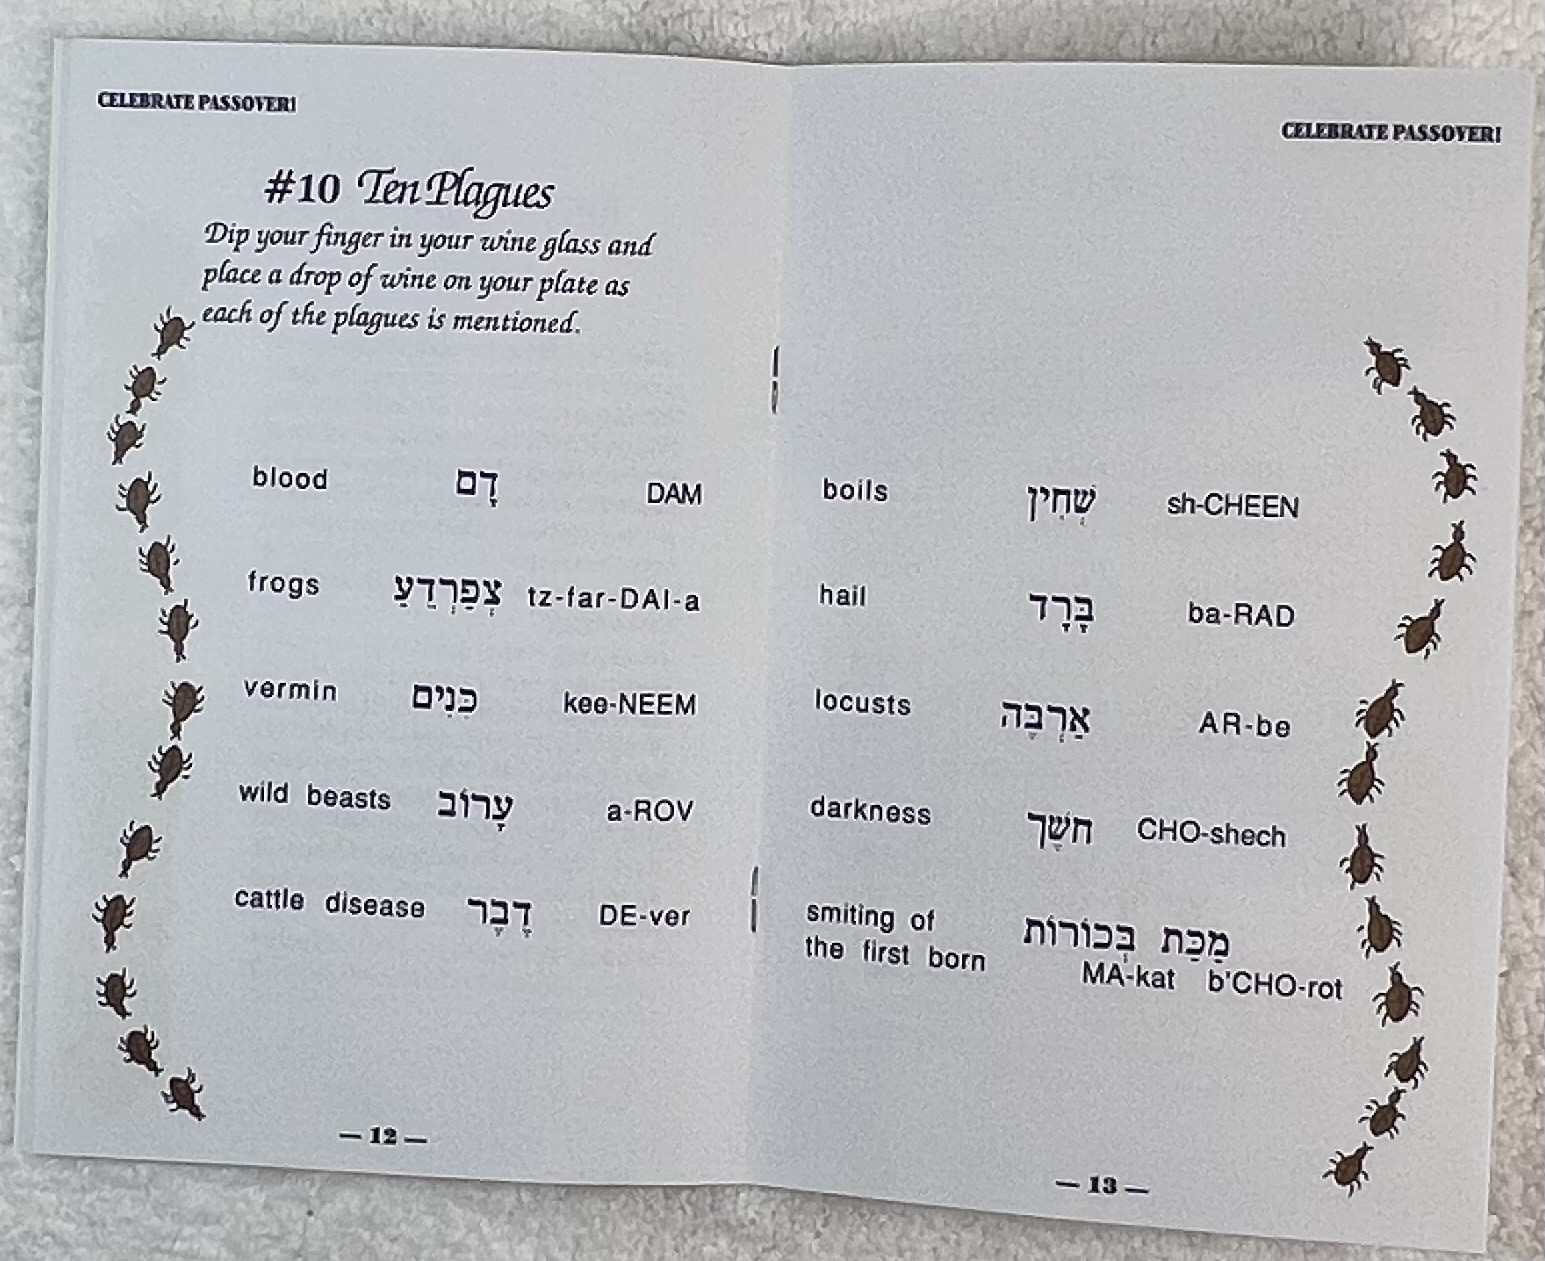 CELEBRATE PASSOVER!
#10 Ten Plagues
Dip your finger in your wine glass and
place a drop of wine on your plate as
each of the plagues is mentioned.
blood דָם DAM
frogs צְפַרְדֵעַ tz-far-DAI-a
vermin כִּנִים kee-NEEM
wild beasts עָרוֹב a-ROV
cattle disease דֶבֶר DE-ver
— 12 —
CELEBRATE PASSOVER!
boils שְׁחִין sh-CHEEN
hail בָּרָד ba-RAD
locusts אַרְבֶּה AR-be
darkness חשֶׁך CHO-shech
smiting of
the first born מַכַּת בְּכוֹרוֹת
MA-kat b'CHO-rot
— 13 —